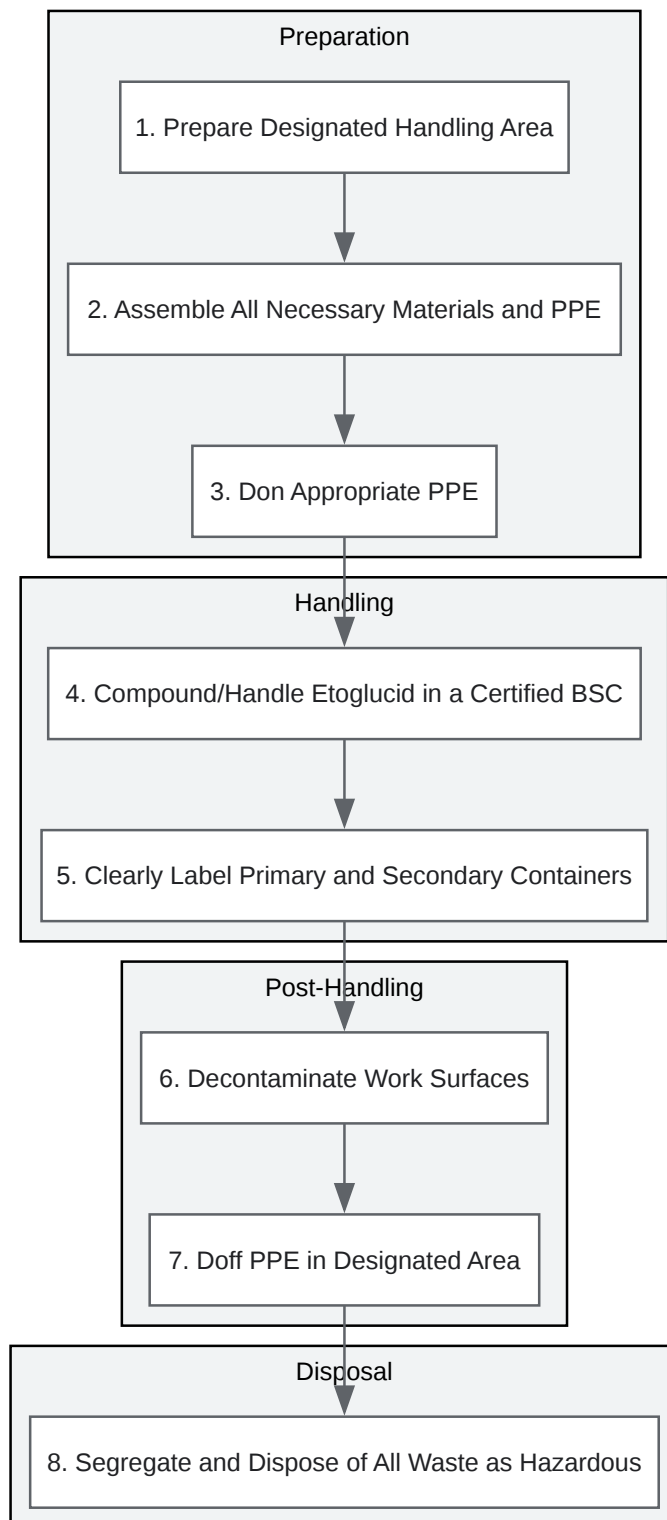 Preparation
1. Prepare Designated Handling Area
2. Assemble All Necessary Materials and PPE
3. Don Appropriate PPE
Handling
4. Compound/Handle Etoglucid in a Certified BSC
5. Clearly Label Primary and Secondary Containers
Post-Handling
6. Decontaminate Work Surfaces
7. Doff PPE in Designated Area
Disposal
8. Segregate and Dispose of All Waste as Hazardous